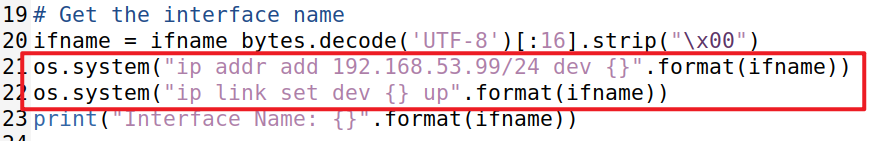 19 # Get the interface name
20 ifname = ifname_bytes.decode('UTF-8')[:16].strip("\x00")
21 os.system("ip addr add 192.168.53.99/24 dev {}".format(ifname))
22 os.system("ip link set dev {} up".format(ifname))
23 print("Interface Name: {}".format(ifname))